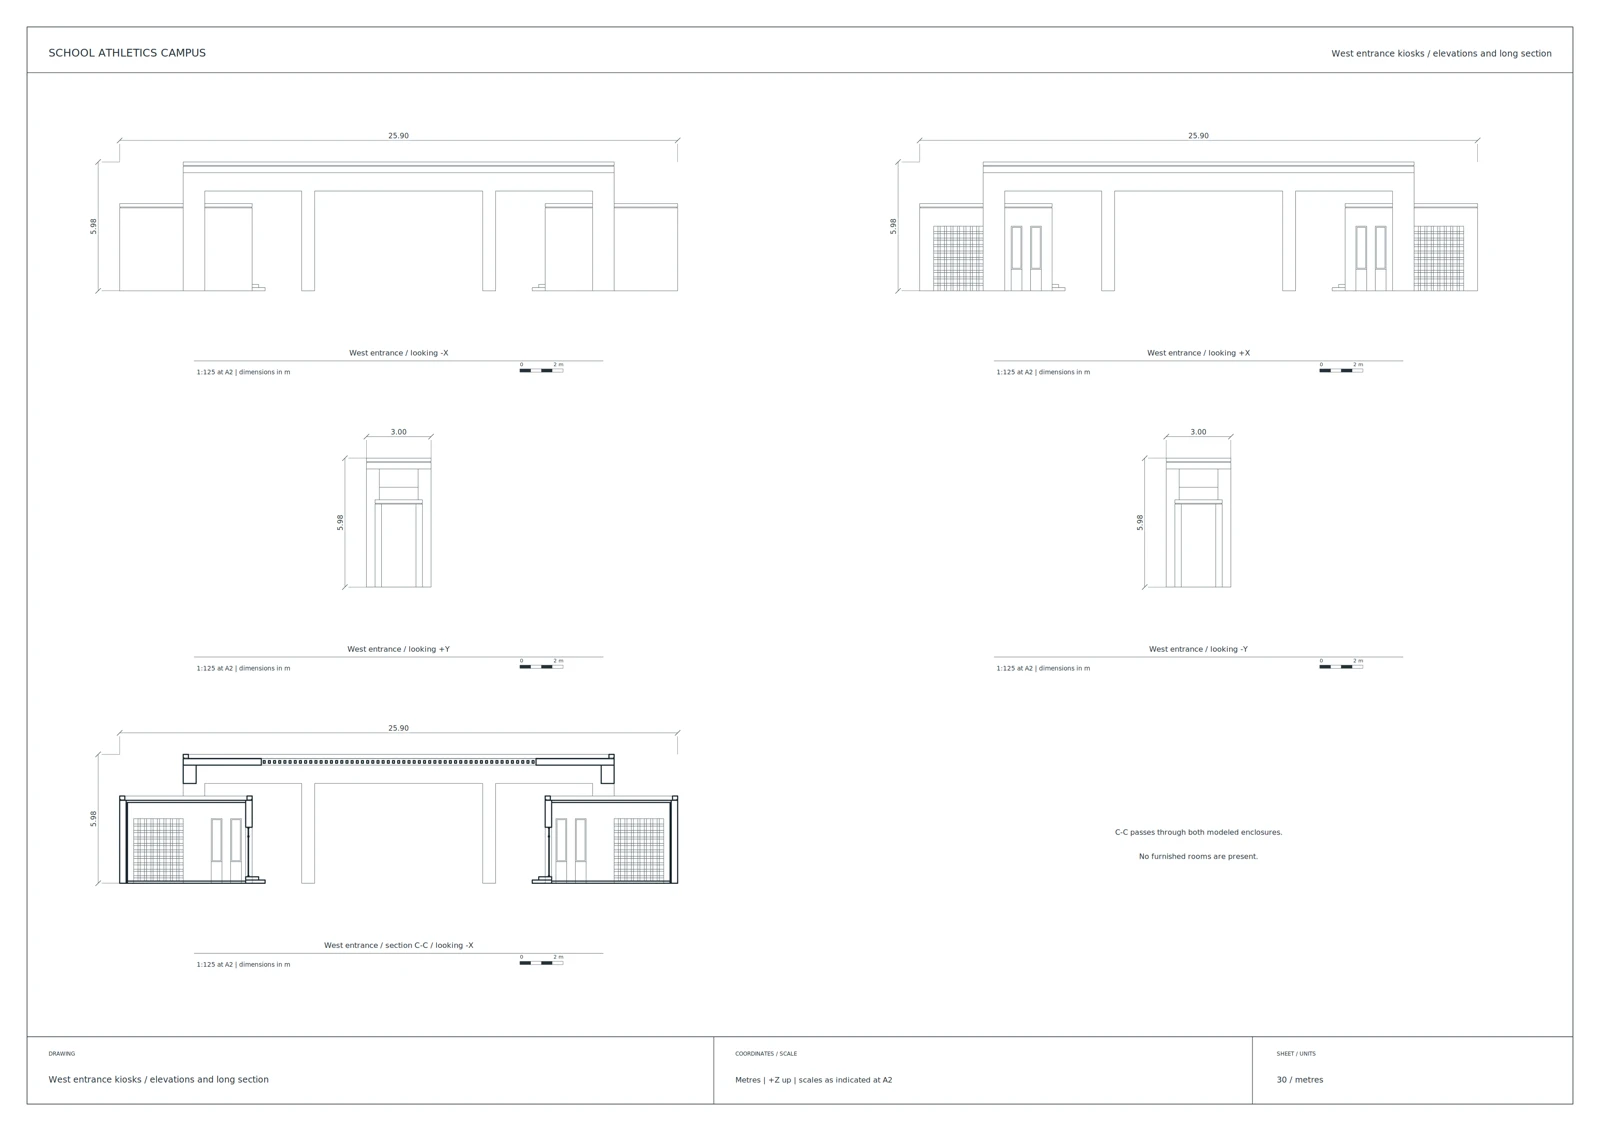 SCHOOL ATHLETICS CAMPUS
West entrance kiosks / elevations and long section
25.90
5.98
West entrance / looking -X
1:125 at A2 | dimensions in m
0 2 m
25.90
5.98
West entrance / looking +X
1:125 at A2 | dimensions in m
0 2 m
3.00
5.98
West entrance / looking +Y
1:125 at A2 | dimensions in m
0 2 m
3.00
5.98
West entrance / looking -Y
1:125 at A2 | dimensions in m
0 2 m
25.90
5.98
West entrance / section C-C / looking -X
1:125 at A2 | dimensions in m
0 2 m
C-C passes through both modeled enclosures.
No furnished rooms are present.
DRAWING
West entrance kiosks / elevations and long section
COORDINATES / SCALE
Metres | +Z up | scales as indicated at A2
SHEET / UNITS
30 / metres